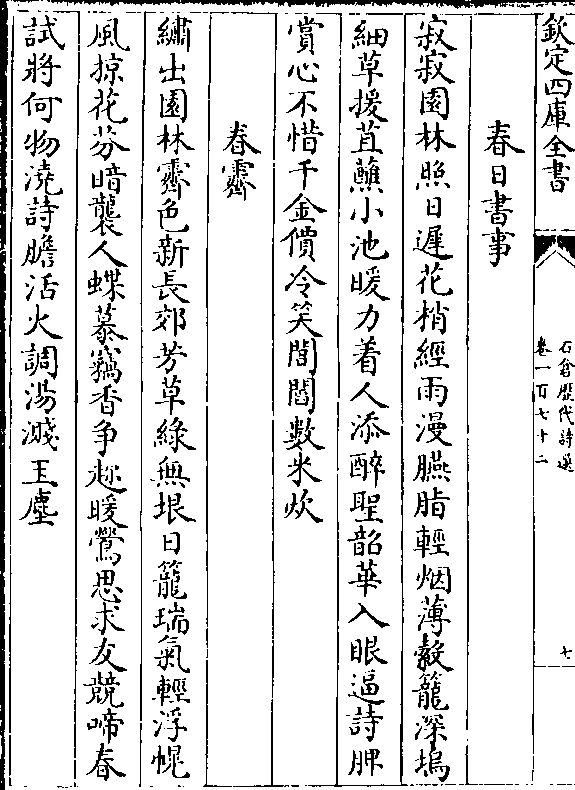 欽定四庫全書
石倉歷代詩選
卷一百七十二
七
春日書事
寂寂園林照日遲花梢經雨漫臙脂輕烟薄縠籠深塢
細草援苴蘸小池暖力着人添醉聖韶華入眼逼詩脾
賞心不惜千金價冷笑閭閻數米炊
春霽
繡出園林霽色新長郊芳草綠無垠日籠瑞氣輕浮幌
風掠花芬暗襲人蝶慕竊香争趂暖鶯思求友競啼春
試將何物澆詩膽活火調湯濺玉塵